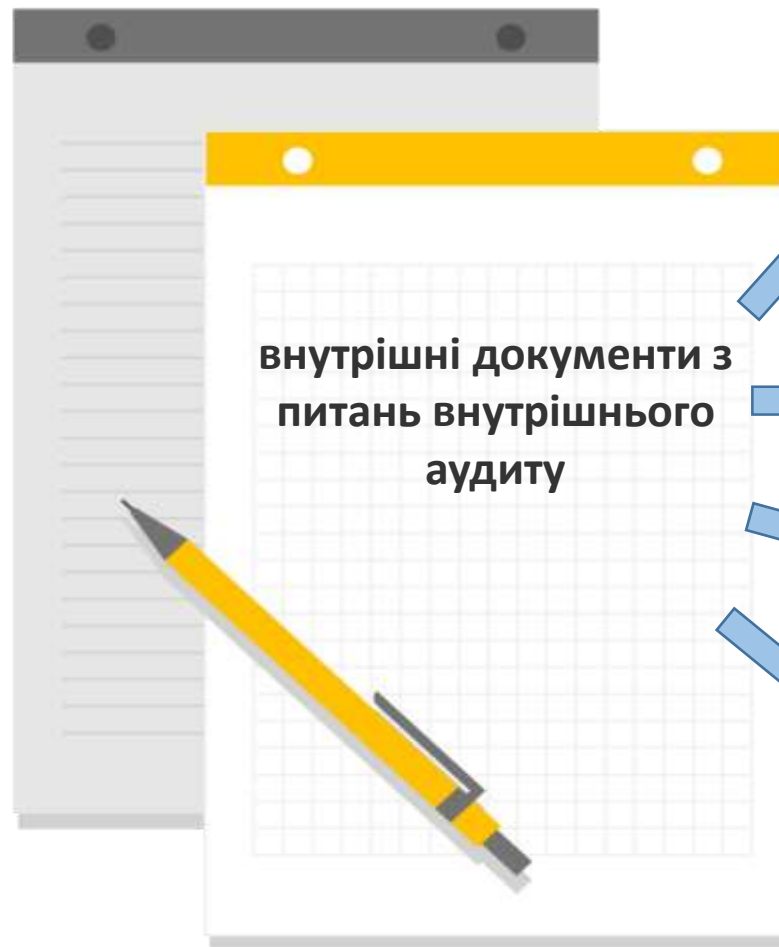 внутрішні документи з
питань внутрішнього
аудиту